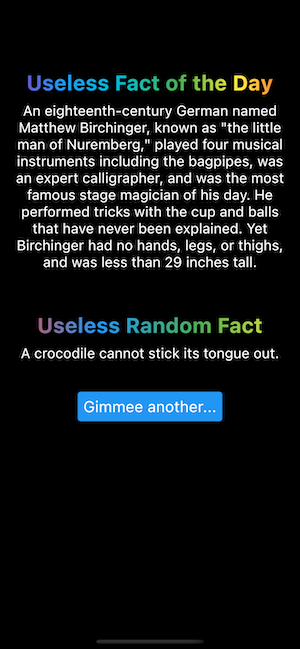 Useless Fact of the Day
An eighteenth-century German named
Matthew Birchinger, known as "the little
man of Nuremberg," played four musical
instruments including the bagpipes, was
an expert calligrapher, and was the most
famous stage magician of his day. He
performed tricks with the cup and balls
that have never been explained. Yet
Birchinger had no hands, legs, or thighs,
and was less than 29 inches tall.
Useless Random Fact
A crocodile cannot stick its tongue out.
Gimmee another...